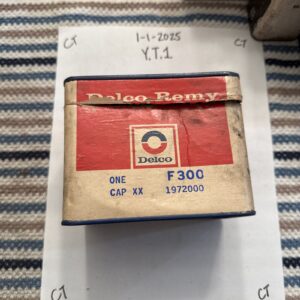 CT 1-1-2025 CT
Y.T.1
Delco Remy
Delco
ONE F300
CAP XX 1972000
CT CT